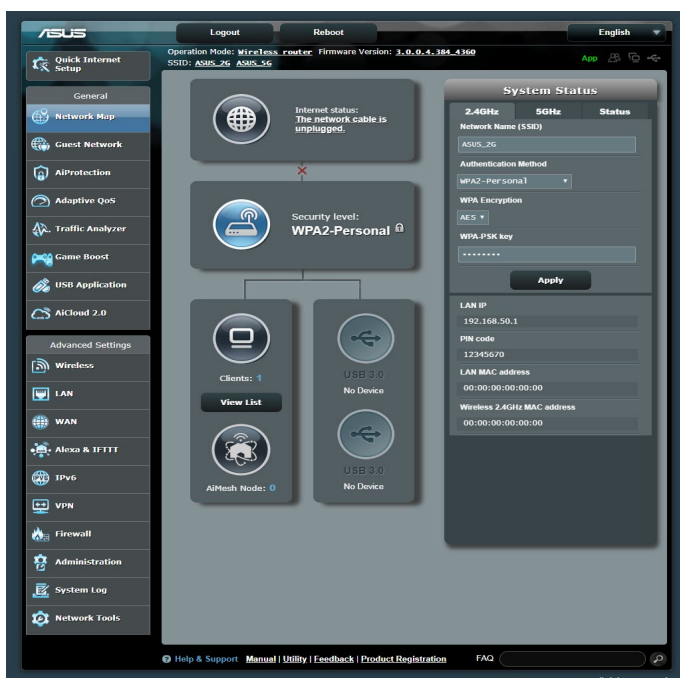 ASUS
Logout
Reboot
English
Quick Internet
Setup
Operation Mode: Wireless router Firmware Version: 3.0.0.4.384_4360
SSID: ASUS_2G ASUS_5G
App
General
Network Map
Guest Network
AiProtection
Adaptive QoS
Traffic Analyzer
Game Boost
USB Application
AiCloud 2.0
Advanced Settings
Wireless
LAN
WAN
Alexa & IFTTT
IPv6
VPN
Firewall
Administration
System Log
Network Tools
Internet status:
The network cable is
unplugged.
Security level:
WPA2-Personal
Clients: 1
View List
AiMesh Node: 0
USB 3.0
No Device
USB 3.0
No Device
System Status
2.4GHz
5GHz
Status
Network Name (SSID)
ASUS_2G
Authentication Method
WPA2-Personal
WPA Encryption
AES
WPA-PSK key
••••••••
Apply
LAN IP
192.168.50.1
PIN code
12345670
LAN MAC address
00:00:00:00:00:00
Wireless 2.4GHz MAC address
00:00:00:00:00:00
Help & Support Manual | Utility | Feedback | Product Registration
FAQ